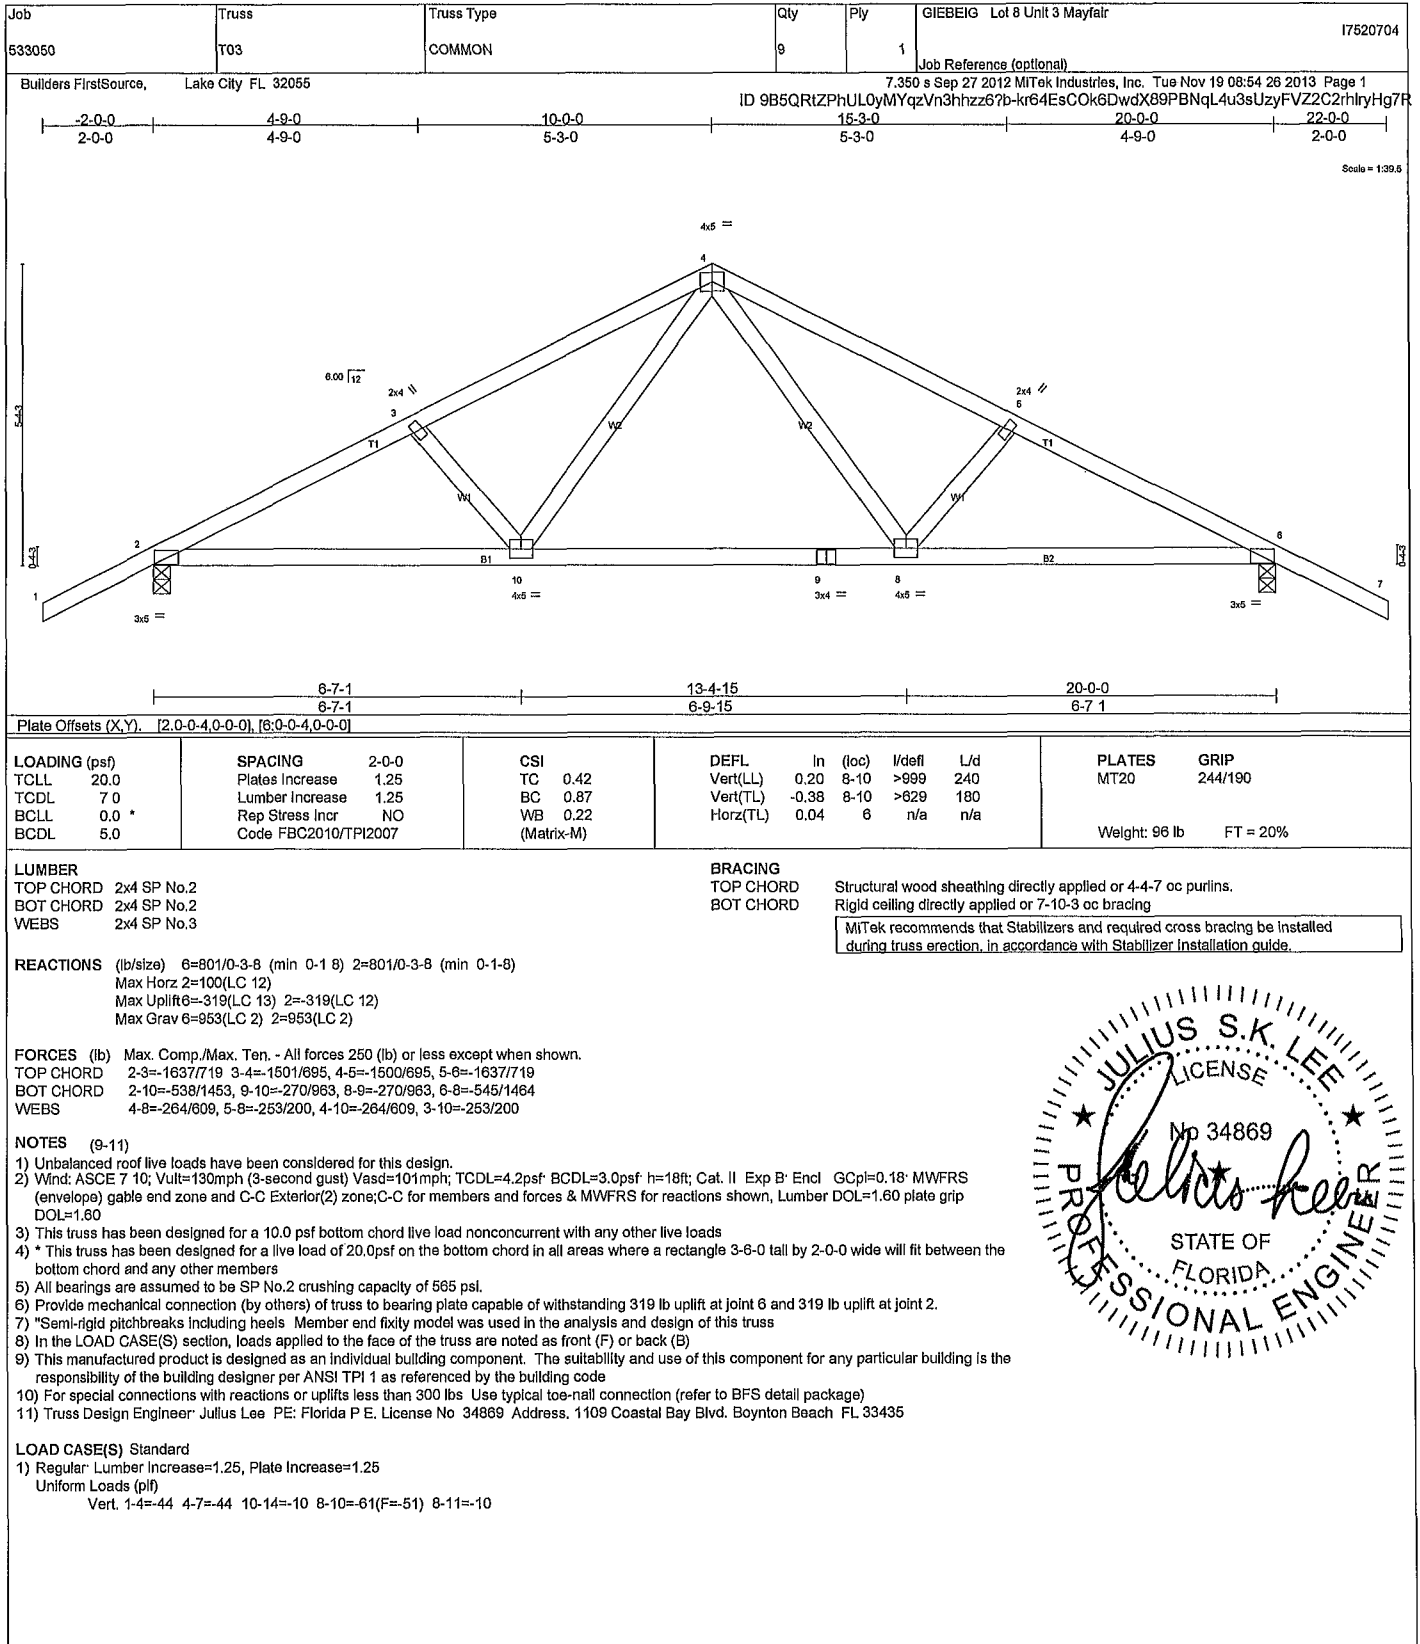 Job Truss Truss Type Qty Ply GIEBEIG Lot 8 Unit 3 Mayfair
I7520704
533050 T03 COMMON 9 1
Job Reference (optional)
Builders FirstSource, Lake City FL 32055 7.350 s Sep 27 2012 MiTek Industries, Inc. Tue Nov 19 08:54 26 2013 Page 1
ID 9B5QRtZPhUL0yMYqzVn3hhzz6?b-kr64EsCOk6DwdX89PBNqL4u3sUzyFVZ2C2rhIryHg7R
-2-0-0 4-9-0 10-0-0 15-3-0 20-0-0 22-0-0
2-0-0 4-9-0 5-3-0 5-3-0 4-9-0 2-0-0
Scale = 1:39.5
4x5 =
4
6.00 12
2x4 \\
2x4 //
3
5
T1
W2
W2
T1
5-4-3
W1
W1
2
6
0-4-3
0-4-3
B1
B2
1
10
9
8
7
3x5 =
4x5 =
3x4 =
4x5 =
3x5 =
6-7-1 13-4-15 20-0-0
6-7-1 6-9-15 6-7 1
Plate Offsets (X,Y). [2.0-0-4,0-0-0], [6:0-0-4,0-0-0]
LOADING (psf) SPACING 2-0-0 CSI DEFL in (loc) l/defl L/d PLATES GRIP
TCLL 20.0 Plates Increase 1.25 TC 0.42 Vert(LL) 0.20 8-10 >999 240 MT20 244/190
TCDL 7 0 Lumber Increase 1.25 BC 0.87 Vert(TL) -0.38 8-10 >629 180
BCLL 0.0 * Rep Stress Incr NO WB 0.22 Horz(TL) 0.04 6 n/a n/a
BCDL 5.0 Code FBC2010/TPI2007 (Matrix-M) Weight: 96 lb FT = 20%
LUMBER
TOP CHORD 2x4 SP No.2
BOT CHORD 2x4 SP No.2
WEBS 2x4 SP No.3
BRACING
TOP CHORD Structural wood sheathing directly applied or 4-4-7 oc purlins.
BOT CHORD Rigid ceiling directly applied or 7-10-3 oc bracing
MiTek recommends that Stabilizers and required cross bracing be installed
during truss erection, in accordance with Stabilizer Installation guide.
REACTIONS (lb/size) 6=801/0-3-8 (min 0-1 8) 2=801/0-3-8 (min 0-1-8)
Max Horz 2=100(LC 12)
Max Uplift6=-319(LC 13) 2=-319(LC 12)
Max Grav 6=953(LC 2) 2=953(LC 2)
FORCES (lb) Max. Comp./Max. Ten. - All forces 250 (lb) or less except when shown.
TOP CHORD 2-3=-1637/719 3-4=-1501/695, 4-5=-1500/695, 5-6=-1637/719
BOT CHORD 2-10=-538/1453, 9-10=-270/963, 8-9=-270/963, 6-8=-545/1464
WEBS 4-8=-264/609, 5-8=-253/200, 4-10=-264/609, 3-10=-253/200
NOTES (9-11)
1) Unbalanced roof live loads have been considered for this design.
2) Wind: ASCE 7 10; Vult=130mph (3-second gust) Vasd=101mph; TCDL=4.2psf BCDL=3.0psf h=18ft; Cat. II Exp B Encl GCpi=0.18 MWFRS
(envelope) gable end zone and C-C Exterior(2) zone;C-C for members and forces & MWFRS for reactions shown, Lumber DOL=1.60 plate grip
DOL=1.60
3) This truss has been designed for a 10.0 psf bottom chord live load nonconcurrent with any other live loads
4) * This truss has been designed for a live load of 20.0psf on the bottom chord in all areas where a rectangle 3-6-0 tall by 2-0-0 wide will fit between the
bottom chord and any other members
5) All bearings are assumed to be SP No.2 crushing capacity of 565 psi.
6) Provide mechanical connection (by others) of truss to bearing plate capable of withstanding 319 lb uplift at joint 6 and 319 lb uplift at joint 2.
7) "Semi-rigid pitchbreaks including heels Member end fixity model was used in the analysis and design of this truss
8) In the LOAD CASE(S) section, loads applied to the face of the truss are noted as front (F) or back (B)
9) This manufactured product is designed as an individual building component. The suitability and use of this component for any particular building is the
responsibility of the building designer per ANSI TPI 1 as referenced by the building code
10) For special connections with reactions or uplifts less than 300 lbs Use typical toe-nail connection (refer to BFS detail package)
11) Truss Design Engineer Julius Lee PE: Florida P E. License No 34869 Address. 1109 Coastal Bay Blvd. Boynton Beach FL 33435
LOAD CASE(S) Standard
1) Regular Lumber Increase=1.25, Plate Increase=1.25
Uniform Loads (plf)
Vert. 1-4=-44 4-7=-44 10-14=-10 8-10=-61(F=-51) 8-11=-10
JULIUS S.K. LEE
LICENSE
No 34869
Julius Lee
STATE OF
FLORIDA
PROFESSIONAL ENGINEER